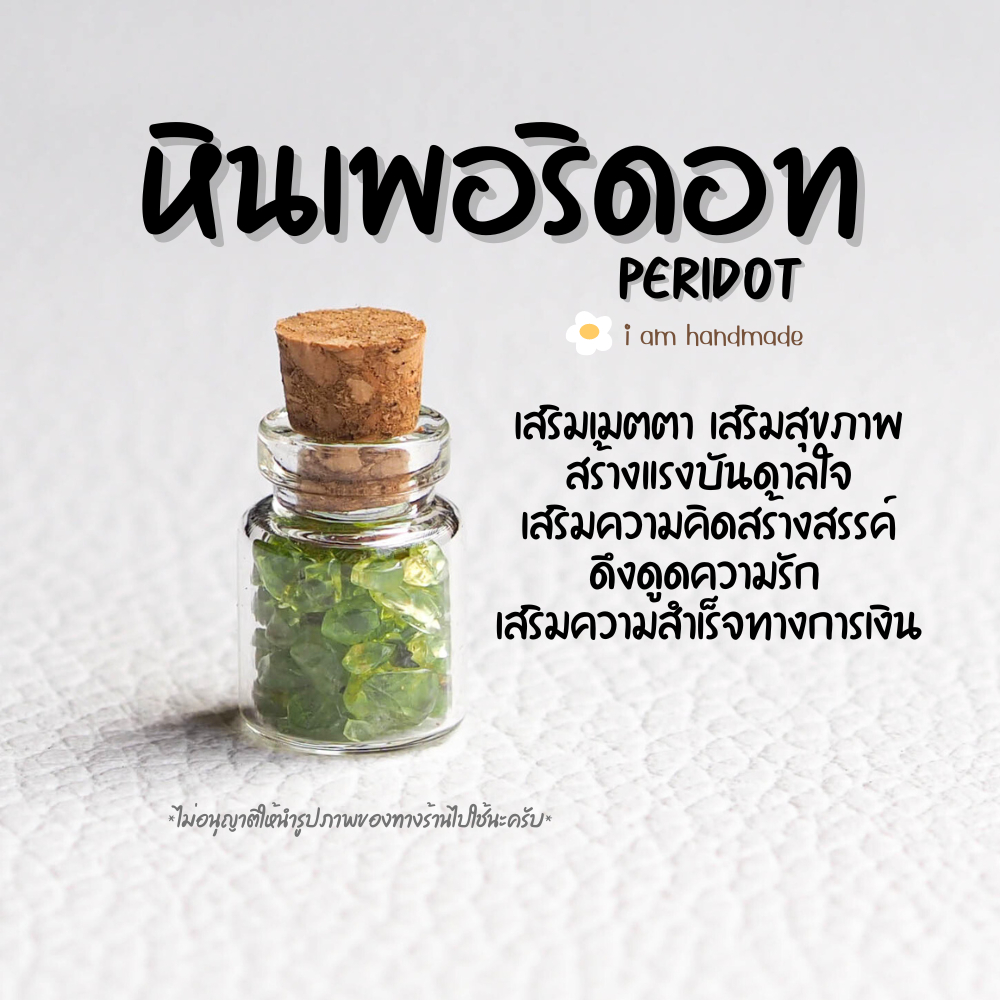 หินเพอริดอท
PERIDOT
i am handmade
เสริมเมตตา เสริมสุขภาพ
สร้างแรงบันดาลใจ
เสริมความคิดสร้างสรรค์
ดึงดูดความรัก
เสริมความสำเร็จทางการเงิน
*ไม่อนุญาติให้นำรูปภาพของทางร้านไปใช้นะครับ*